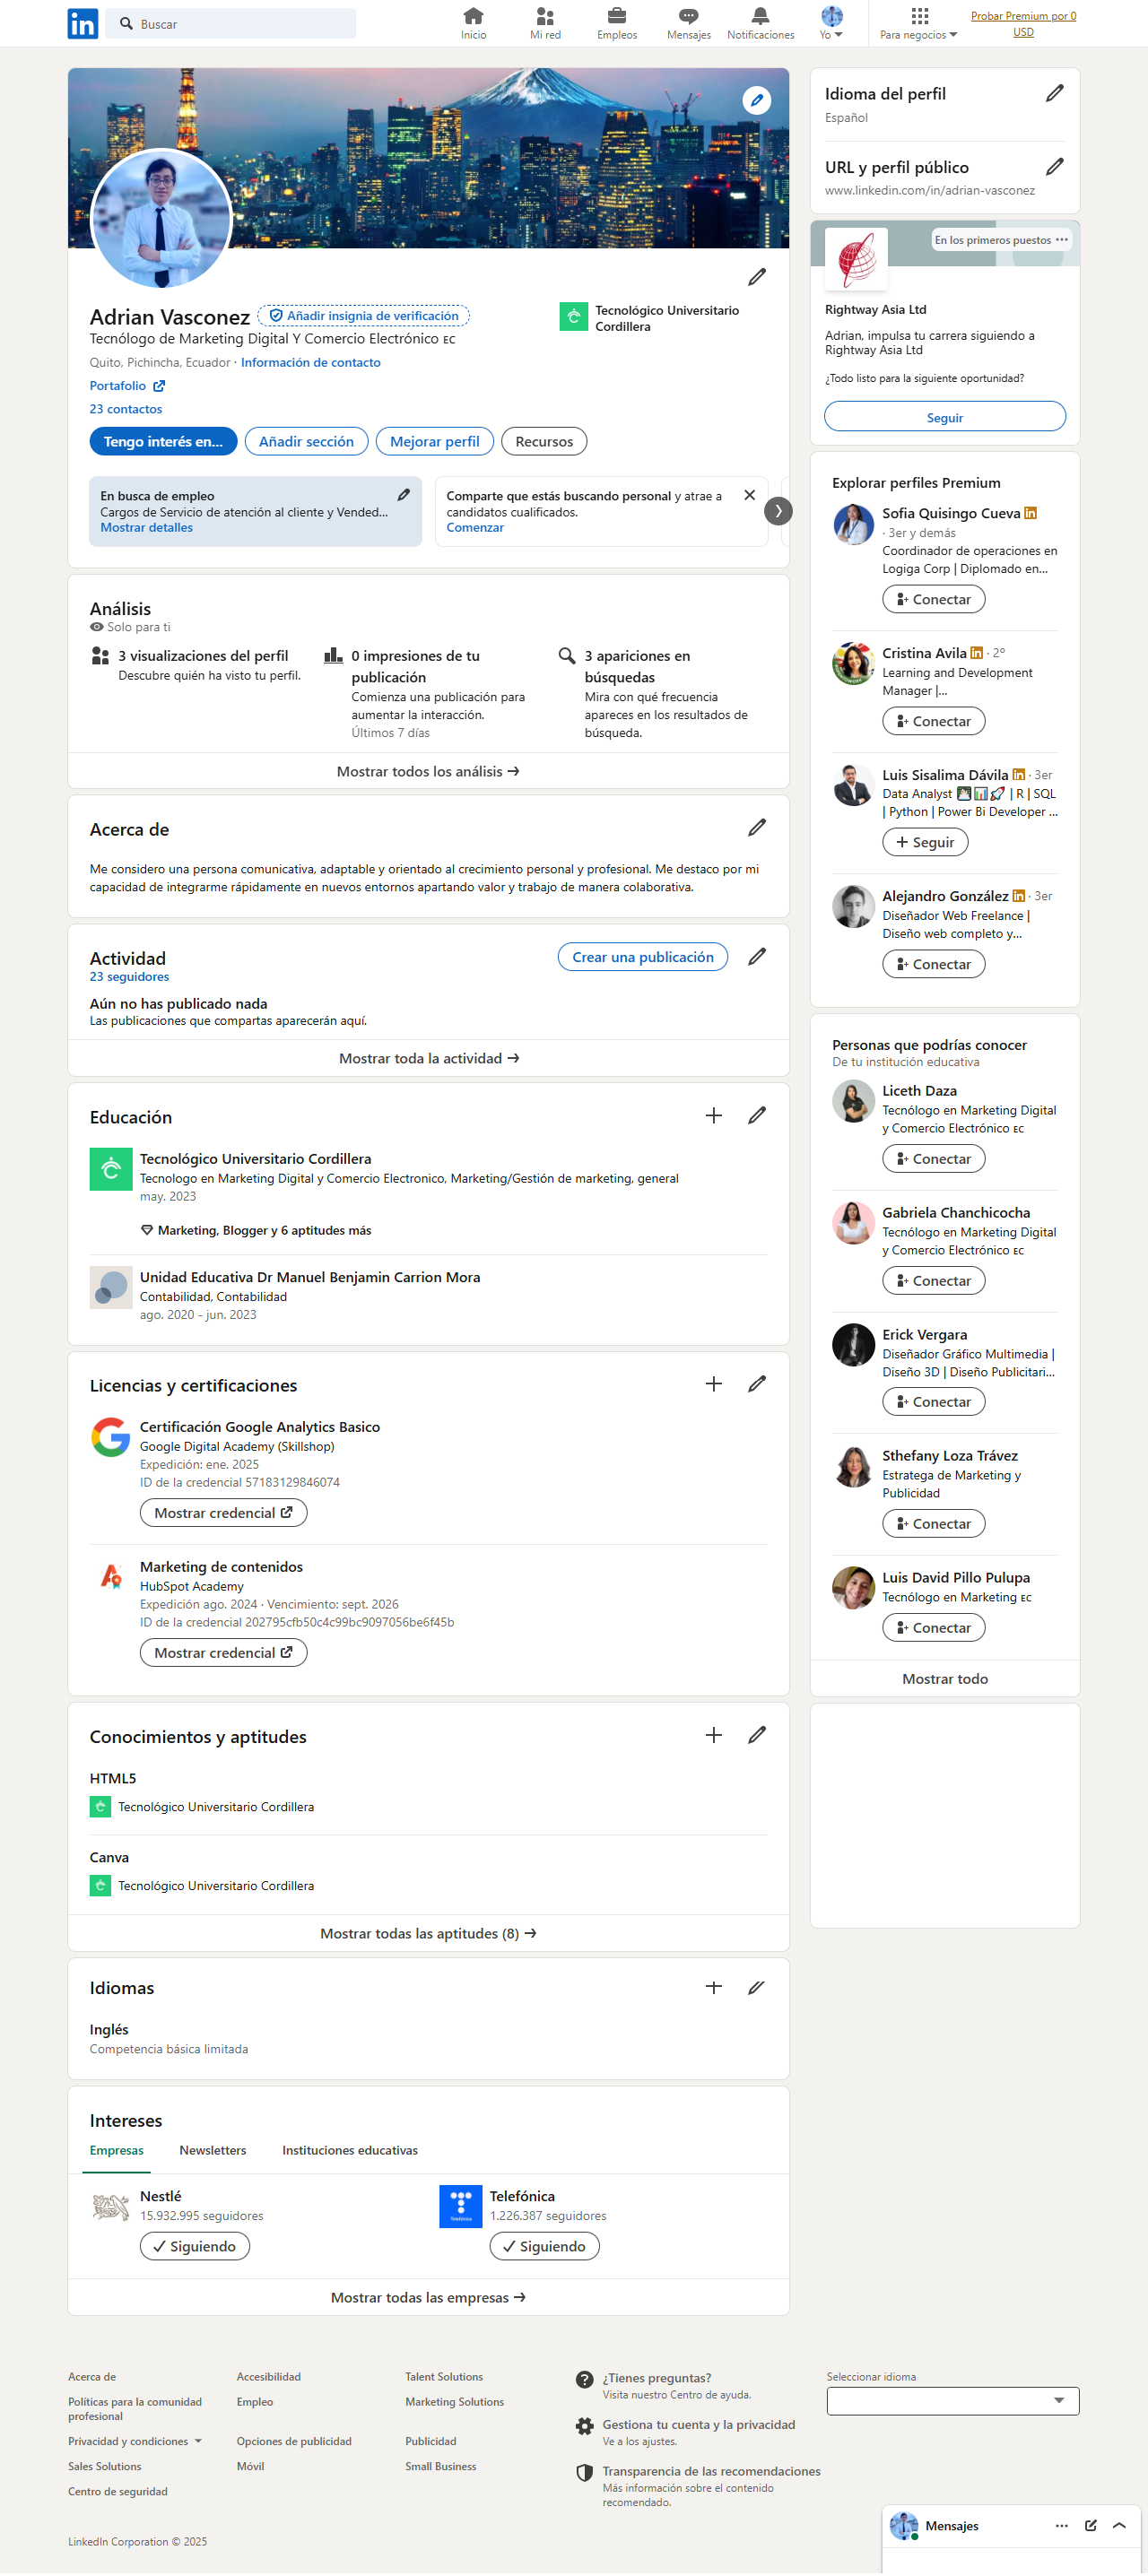 in
Buscar
Inicio
Mi red
Empleos
Mensajes
Notificaciones
Yo
Para negocios
Probar Premium por 0
USD
Adrian Vasconez
Añadir insignia de verificación
Tecnólogo de Marketing Digital Y Comercio Electrónico ᴇᴄ
Quito, Pichincha, Ecuador · Información de contacto
Portafolio
23 contactos
Tecnológico Universitario
Cordillera
Tengo interés en...
Añadir sección
Mejorar perfil
Recursos
En busca de empleo
Cargos de Servicio de atención al cliente y Vended...
Mostrar detalles
Comparte que estás buscando personal y atrae a
candidatos cualificados.
Comenzar
Análisis
Solo para ti
3 visualizaciones del perfil
Descubre quién ha visto tu perfil.
0 impresiones de tu
publicación
Comienza una publicación para
aumentar la interacción.
Últimos 7 días
3 apariciones en
búsquedas
Mira con qué frecuencia
apareces en los resultados de
búsqueda.
Mostrar todos los análisis →
Acerca de
Me considero una persona comunicativa, adaptable y orientado al crecimiento personal y profesional. Me destaco por mi
capacidad de integrarme rápidamente en nuevos entornos apartando valor y trabajo de manera colaborativa.
Actividad
23 seguidores
Crear una publicación
Aún no has publicado nada
Las publicaciones que compartas aparecerán aquí.
Mostrar toda la actividad →
Educación
Tecnológico Universitario Cordillera
Tecnologo en Marketing Digital y Comercio Electronico, Marketing/Gestión de marketing, general
may. 2023
Marketing, Blogger y 6 aptitudes más
Unidad Educativa Dr Manuel Benjamin Carrion Mora
Contabilidad, Contabilidad
ago. 2020 - jun. 2023
Licencias y certificaciones
Certificación Google Analytics Basico
Google Digital Academy (Skillshop)
Expedición: ene. 2025
ID de la credencial 57183129846074
Mostrar credencial
Marketing de contenidos
HubSpot Academy
Expedición ago. 2024 · Vencimiento: sept. 2026
ID de la credencial 202795cfb50c4c99bc9097056be6f45b
Mostrar credencial
Conocimientos y aptitudes
HTML5
Tecnológico Universitario Cordillera
Canva
Tecnológico Universitario Cordillera
Mostrar todas las aptitudes (8) →
Idiomas
Inglés
Competencia básica limitada
Intereses
Empresas
Newsletters
Instituciones educativas
Nestlé
15.932.995 seguidores
Siguiendo
Telefónica
1.226.387 seguidores
Siguiendo
Mostrar todas las empresas →
Idioma del perfil
Español
URL y perfil público
www.linkedin.com/in/adrian-vasconez
En los primeros puestos ···
Rightway Asia Ltd
Adrian, impulsa tu carrera siguiendo a
Rightway Asia Ltd
¿Todo listo para la siguiente oportunidad?
Seguir
Explorar perfiles Premium
Sofia Quisingo Cueva in
· 3er y demás
Coordinador de operaciones en
Logiga Corp | Diplomado en...
Conectar
Cristina Avila in · 2º
Learning and Development
Manager |...
Conectar
Luis Sisalima Dávila in · 3er
Data Analyst 👨🏻‍💻📊🚀 | R | SQL
| Python | Power Bi Developer ...
Seguir
Alejandro González in · 3er
Diseñador Web Freelance |
Diseño web completo y...
Conectar
Personas que podrías conocer
De tu institución educativa
Liceth Daza
Tecnólogo en Marketing Digital
y Comercio Electrónico ᴇᴄ
Conectar
Gabriela Chanchicocha
Tecnólogo en Marketing Digital
y Comercio Electrónico ᴇᴄ
Conectar
Erick Vergara
Diseñador Gráfico Multimedia |
Diseño 3D | Diseño Publicitari...
Conectar
Sthefany Loza Trávez
Estratega de Marketing y
Publicidad
Conectar
Luis David Pillo Pulupa
Tecnólogo en Marketing ᴇᴄ
Conectar
Mostrar todo
Acerca de
Accesibilidad
Talent Solutions
Políticas para la comunidad
profesional
Empleo
Marketing Solutions
Privacidad y condiciones
Opciones de publicidad
Publicidad
Sales Solutions
Móvil
Small Business
Centro de seguridad
¿Tienes preguntas?
Visita nuestro Centro de ayuda.
Gestiona tu cuenta y la privacidad
Ve a los ajustes.
Transparencia de las recomendaciones
Más información sobre el contenido
recomendado.
Seleccionar idioma
LinkedIn Corporation © 2025
Mensajes